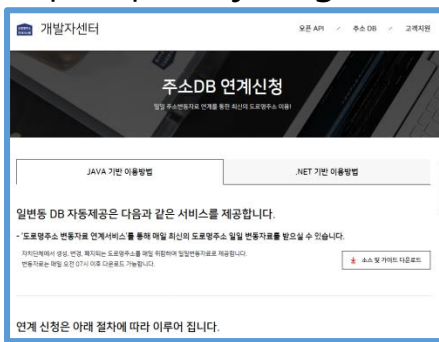 개발자센터
오픈 API
주소 DB
고객지원
주소DB 연계신청
일일 주소변동자료 연계를 통한 최신의 도로명주소 이용!
JAVA 기반 이용방법
.NET 기반 이용방법
일변동 DB 자동제공은 다음과 같은 서비스를 제공합니다.
- '도로명주소 변동자료 연계서비스'를 통해 매일 최신의 도로명주소 일일 변동자료를 받으실 수 있습니다.
자치단체에서 생성, 변경, 폐지되는 도로명주소를 매일 취합하여 일일변동자료로 제공됩니다.
변동자료는 매일 오전 07시 이후 다운로드 가능합니다.
소스 및 가이드 다운로드
연계 신청은 아래 절차에 따라 이루어 집니다.